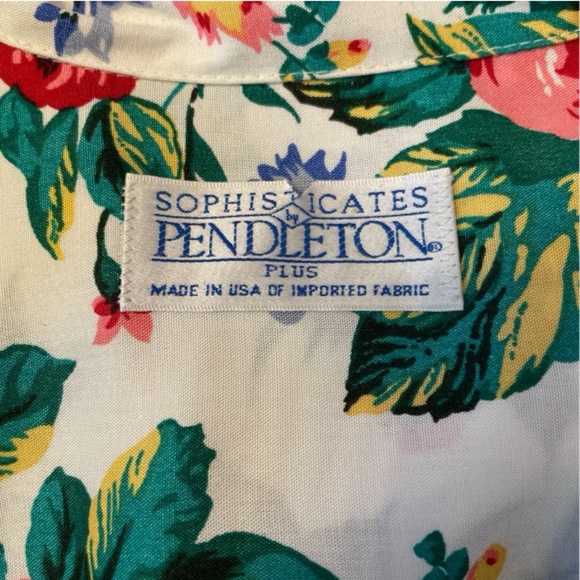 SOPHISTICATES
by
PENDLETON®
PLUS
MADE IN USA OF IMPORTED FABRIC